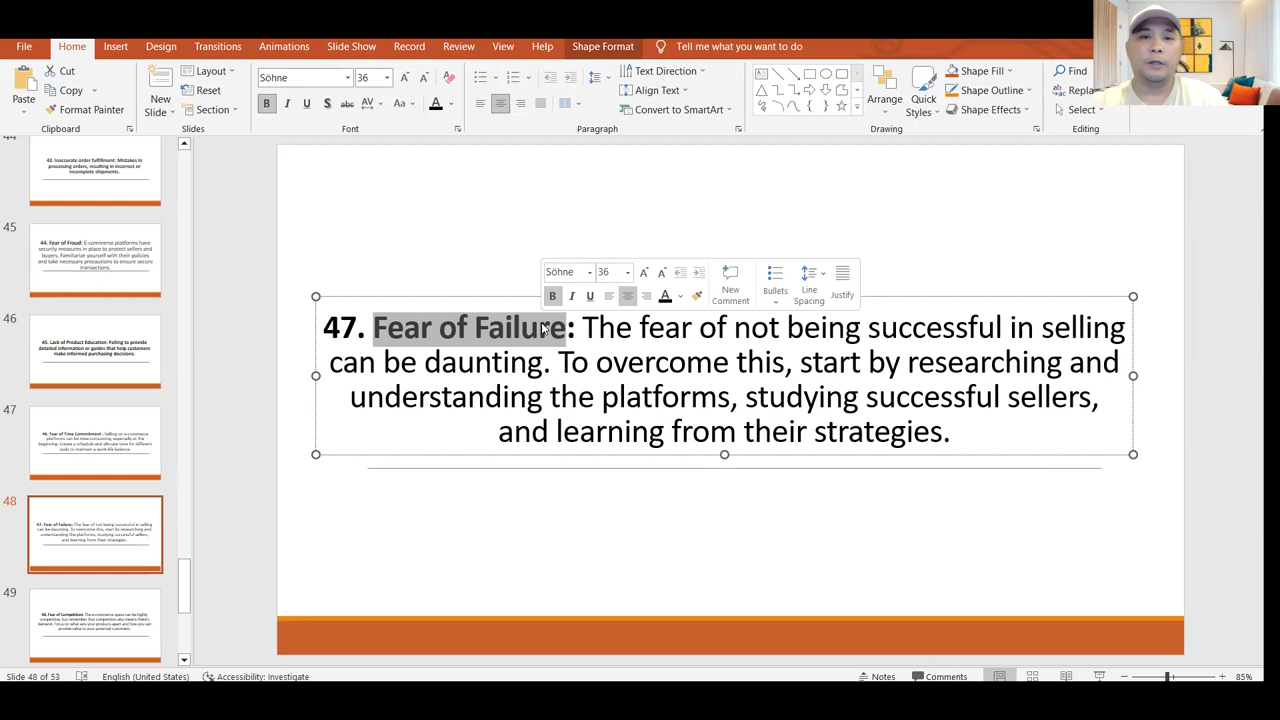 File Home Insert Design Transitions Animations Slide Show Record Review View Help Shape Format Tell me what you want to do
Paste
Cut
Copy
Format Painter
Clipboard
New Slide
Layout
Reset
Section
Slides
Söhne 36
B I U S abc AV Aa A
Font
Text Direction
Align Text
Convert to SmartArt
Paragraph
Arrange
Quick Styles
Shape Fill
Shape Outline
Shape Effects
Drawing
Find
Select
Editing
44
43. Inaccurate order fulfillment: Mistakes in
processing orders, resulting in incorrect or
incomplete shipments.
45
44. Fear of Fraud: E-commerce platforms have
security measures in place to protect sellers and
buyers. Familiarize yourself with their policies
and take necessary precautions to ensure secure
transactions.
46
45. Lack of Product Education: Failing to provide
detailed information or guides that help customers
make informed purchasing decisions.
47
46. Fear of Time Commitment - Selling on e-commerce
platforms can be time-consuming, especially at the
beginning. Create a schedule and allocate time for different
tasks to maintain a work-life balance.
48
47. Fear of Failure: The fear of not being successful in selling
can be daunting. To overcome this, start by researching and
understanding the platforms, studying successful sellers,
and learning from their strategies.
49
48. Fear of Competition: The e-commerce space can be highly
competitive, but remember that competition also means there's
demand. Focus on what sets your products apart and how you can
provide value to your potential customers.
Söhne 36
B I U A
New Comment
Bullets
Line Spacing
Justify
47. Fear of Failure: The fear of not being successful in selling
can be daunting. To overcome this, start by researching and
understanding the platforms, studying successful sellers,
and learning from their strategies.
Slide 48 of 53 English (United States) Accessibility: Investigate Notes Comments 85%